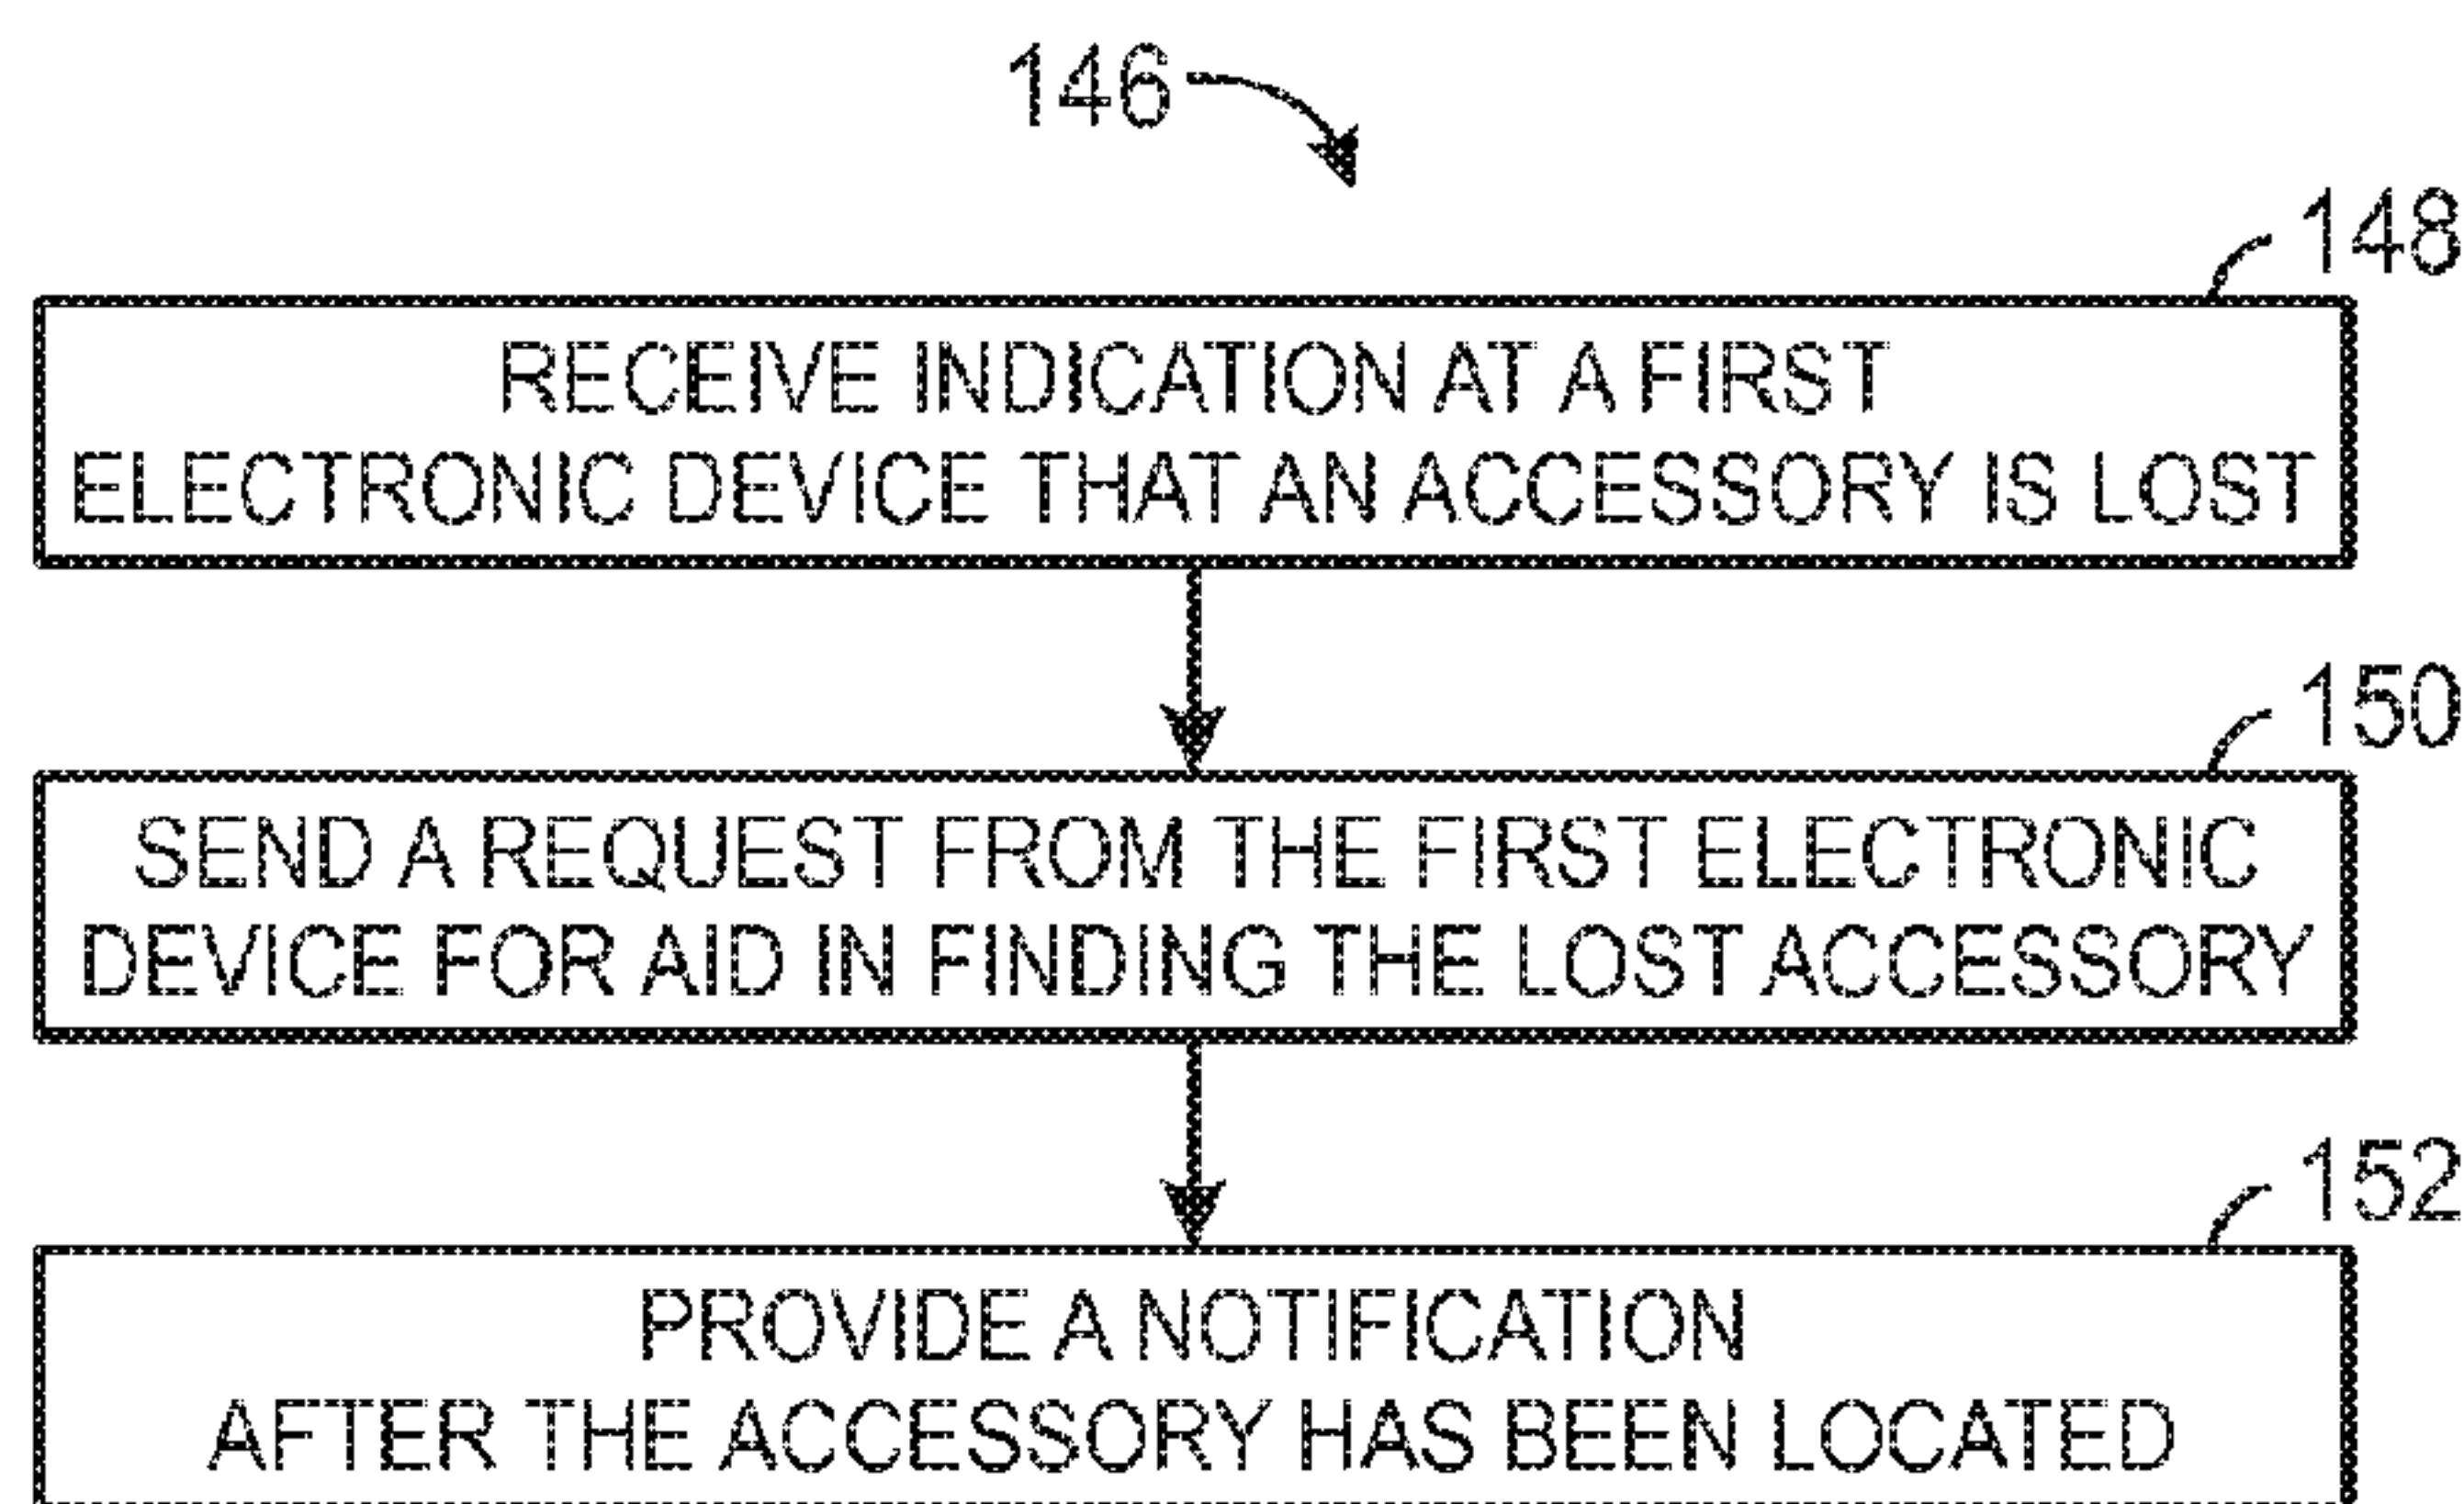 146
148
RECEIVE INDICATION AT A FIRST
ELECTRONIC DEVICE THAT AN ACCESSORY IS LOST
150
SEND A REQUEST FROM THE FIRST ELECTRONIC
DEVICE FOR AID IN FINDING THE LOST ACCESSORY
152
PROVIDE A NOTIFICATION
AFTER THE ACCESSORY HAS BEEN LOCATED